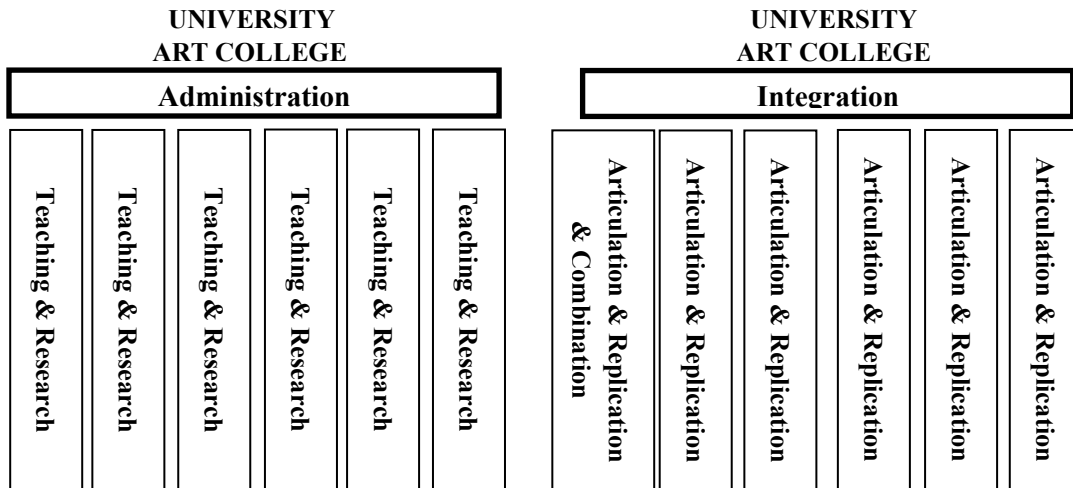 UNIVERSITY
ART COLLEGE
Administration
Teaching & Research
Teaching & Research
Teaching & Research
Teaching & Research
Teaching & Research
Teaching & Research
UNIVERSITY
ART COLLEGE
Integration
Articulation & Replication
& Combination
Articulation & Replication
Articulation & Replication
Articulation & Replication
Articulation & Replication
Articulation & Replication